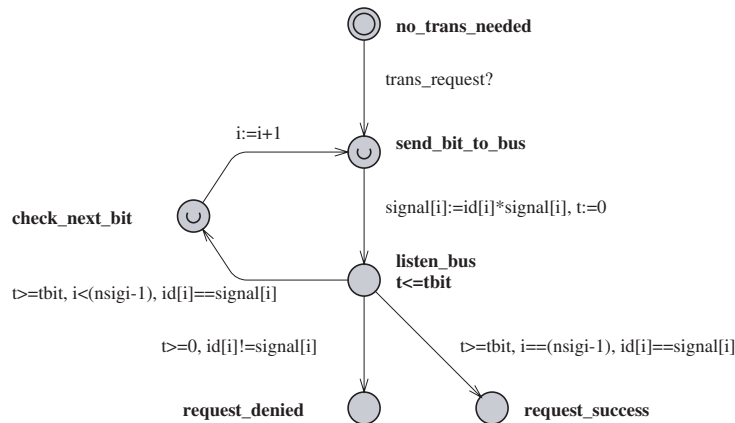 no_trans_needed
trans_request?
i:=i+1
send_bit_to_bus
signal[i]:=id[i]*signal[i], t:=0
check_next_bit
listen_bus
t<=tbit
t>=tbit, i<(nsigi-1), id[i]==signal[i]
t>=0, id[i]!=signal[i]
t>=tbit, i==(nsigi-1), id[i]==signal[i]
request_denied
request_success